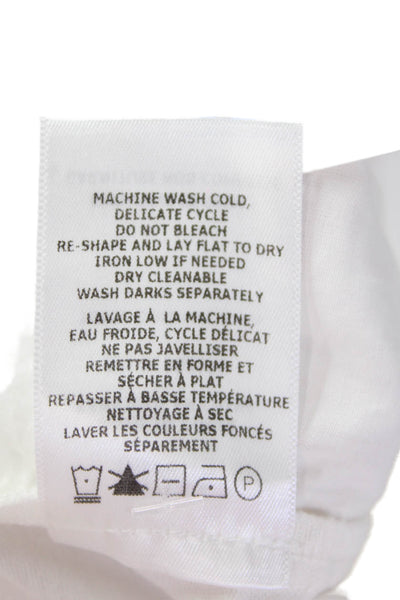 MACHINE WASH COLD,
DELICATE CYCLE
DO NOT BLEACH
RE-SHAPE AND LAY FLAT TO DRY
IRON LOW IF NEEDED
DRY CLEANABLE
WASH DARKS SEPARATELY
LAVAGE À LA MACHINE,
EAU FROIDE, CYCLE DÉLICAT
NE PAS JAVELLISER
REMETTRE EN FORME ET
SÉCHER À PLAT
REPASSER À BASSE TEMPÉRATURE
NETTOYAGE À SEC
LAVER LES COULEURS FONCÉS
SÉPAREMENT
P